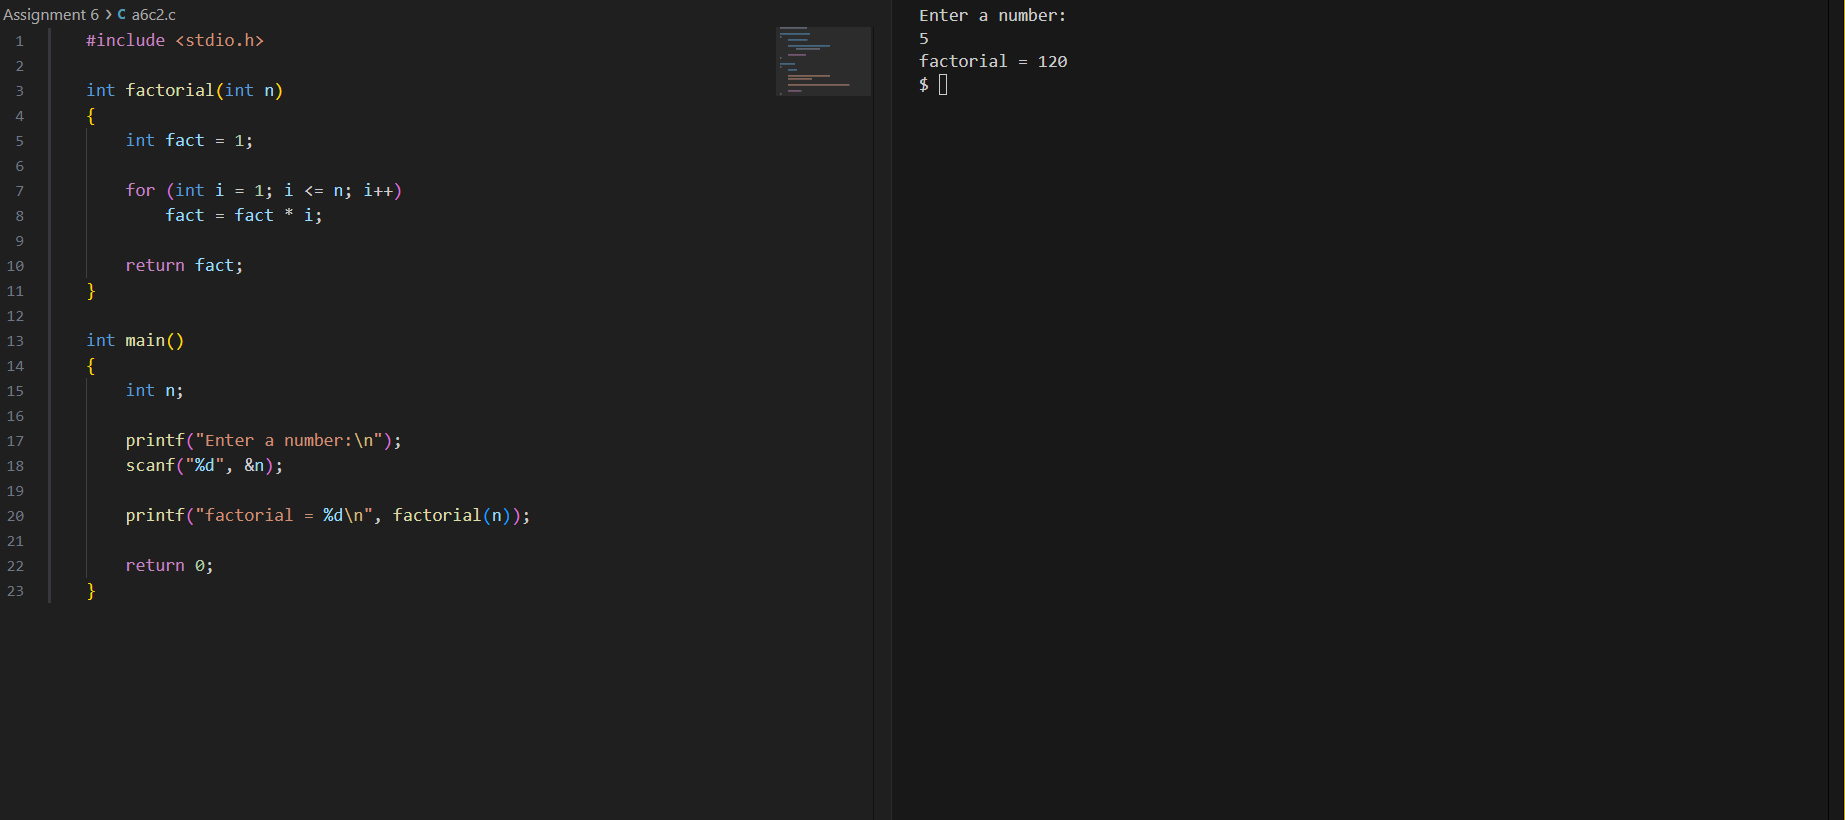 Assignment 6 > C a6c2.c
1 #include <stdio.h>
2
3 int factorial(int n)
4 {
5     int fact = 1;
6
7     for (int i = 1; i <= n; i++)
8         fact = fact * i;
9
10     return fact;
11 }
12
13 int main()
14 {
15     int n;
16
17     printf("Enter a number:\n");
18     scanf("%d", &n);
19
20     printf("factorial = %d\n", factorial(n));
21
22     return 0;
23 }
Enter a number:
5
factorial = 120
$